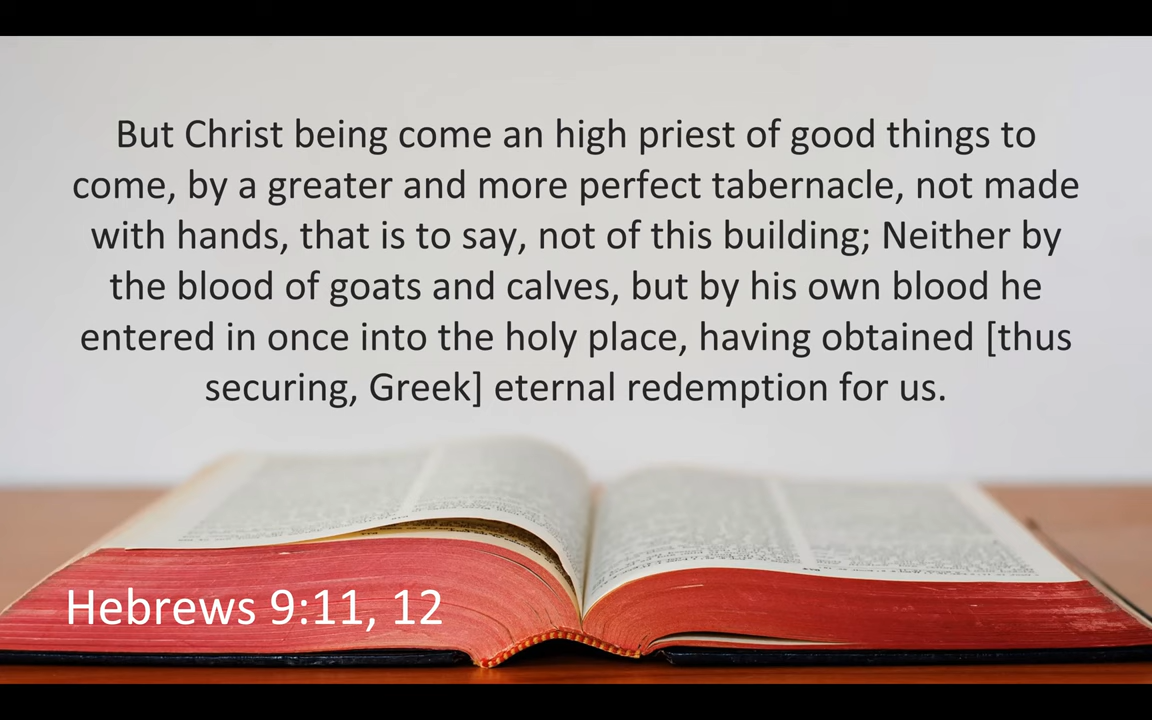 But Christ being come an high priest of good things to
come, by a greater and more perfect tabernacle, not made
with hands, that is to say, not of this building; Neither by
the blood of goats and calves, but by his own blood he
entered in once into the holy place, having obtained [thus
securing, Greek] eternal redemption for us.
Hebrews 9:11, 12